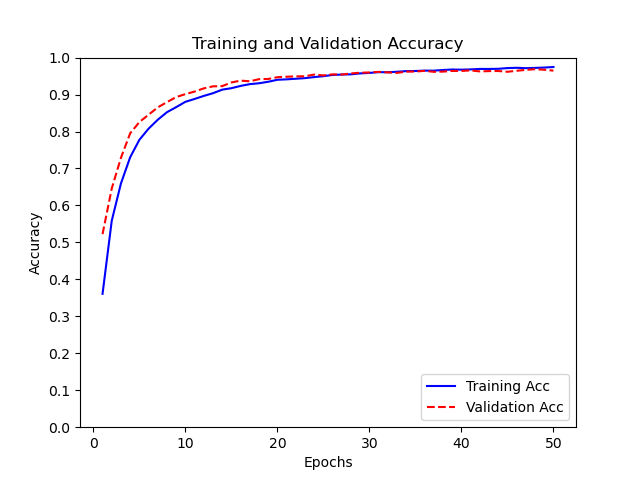 Training and Validation Accuracy
1.0
0.9
0.8
0.7
0.6
0.5
0.4
0.3
0.2
0.1
0.0
Accuracy
Training Acc
Validation Acc
0 10 20 30 40 50
Epochs